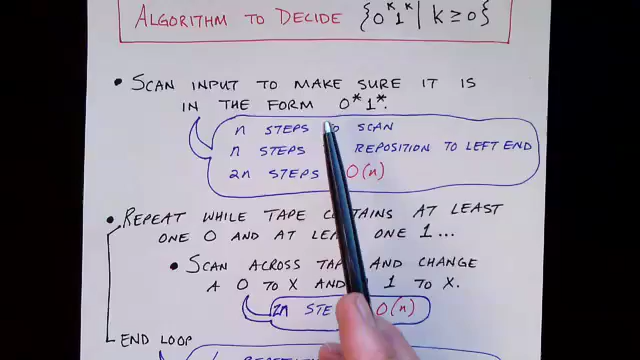 ALGORITHM TO DECIDE {0^k 1^k | k ≥ 0}
• SCAN INPUT TO MAKE SURE IT IS
IN THE FORM 0*1*.
n STEPS SCAN
n STEPS REPOSITION TO LEFT END
2n STEPS O(n)
• REPEAT WHILE TAPE CONTAINS AT LEAST
ONE 0 AND AT LEAST ONE 1...
• SCAN ACROSS TAPE AND CHANGE
A 0 TO X AND 1 TO X.
2n STE O(n)
END LOOP